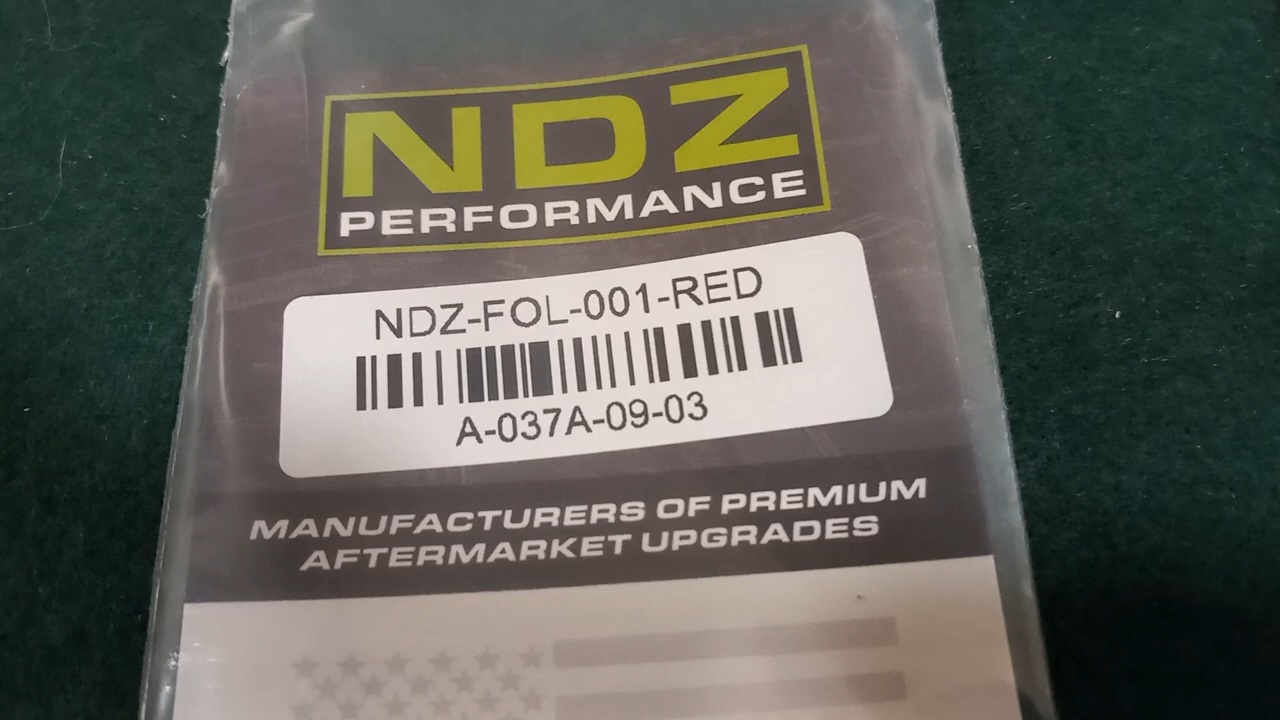 NDZ
PERFORMANCE
NDZ-FOL-001-RED
A-037A-09-03
MANUFACTURERS OF PREMIUM
AFTERMARKET UPGRADES